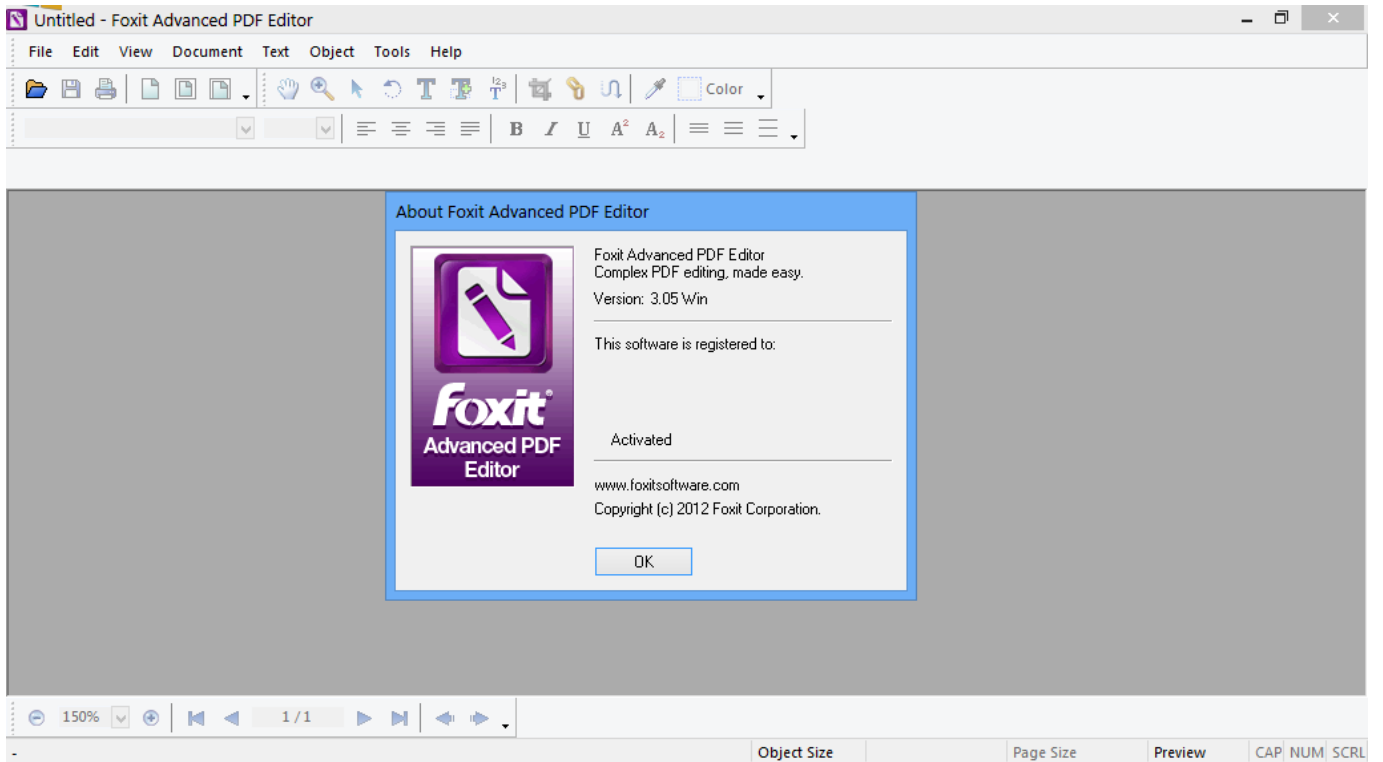 Untitled - Foxit Advanced PDF Editor
File Edit View Document Text Object Tools Help
Color
B I U A² A₂
About Foxit Advanced PDF Editor
Foxit Advanced PDF Editor
Complex PDF editing, made easy.
Version: 3.05 Win
This software is registered to:
Activated
www.foxitsoftware.com
Copyright (c) 2012 Foxit Corporation.
OK
foxit®
Advanced PDF
Editor
150% 1 / 1
- Object Size Page Size Preview CAP NUM SCRL